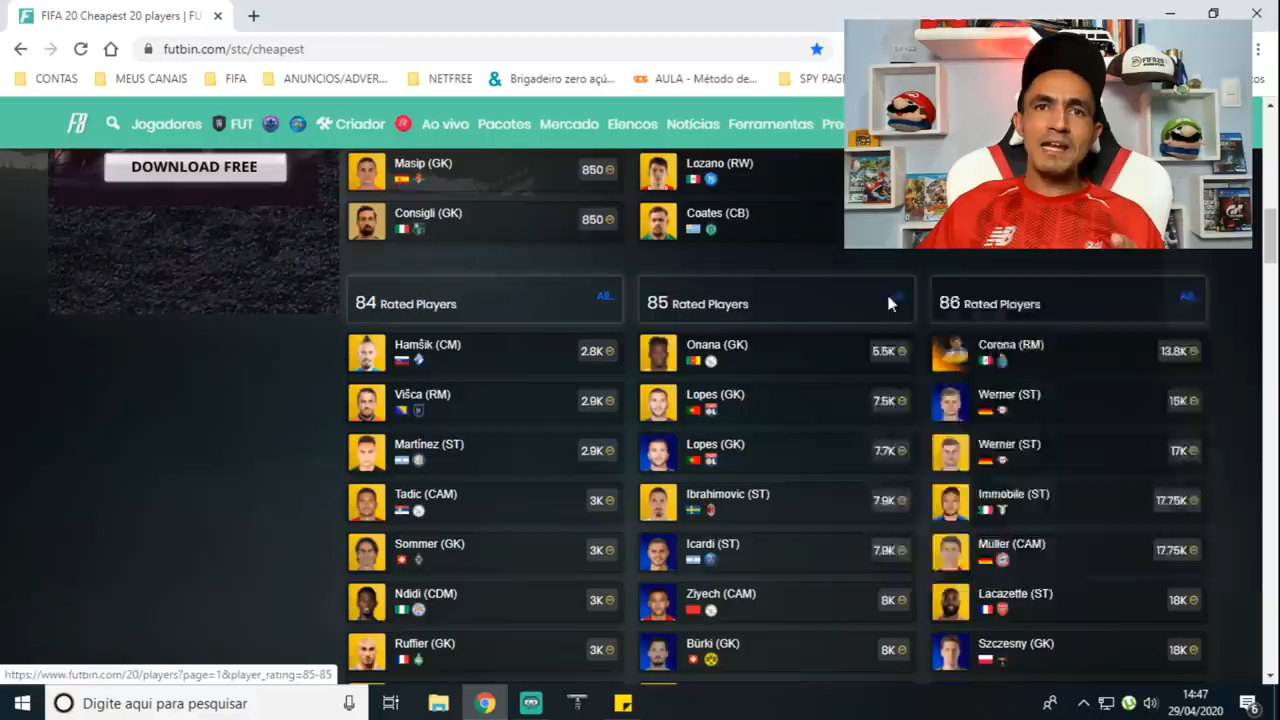 FIFA 20 Cheapest 20 players | FU
futbin.com/stc/cheapest
CONTAS
MEUS CANAIS
FIFA
ANUNCIOS/ADVER...
NETFREE
Brigadeiro zero açú...
AULA - Método de...
SPY PAGE
Jogadores
FUT
Criador
Ao vivo
Pacotes
Mercado
Elencos
Notícias
Ferramentas
DOWNLOAD FREE
Masip (GK)
850
Lozano (RW)
Consigli (GK)
850
Coates (CB)
84 Rated Players
All..
85 Rated Players
86 Rated Players
All..
Hamšik (CM)
2.8K
Onana (GK)
5.5K
Corona (RM)
13.8K
Višca (RM)
2.9K
Lopes (GK)
7.5K
Werner (ST)
15K
Martínez (ST)
2.9K
Lopes (GK)
7.7K
Werner (ST)
17K
Tadic (CAM)
3K
Ibrahimovic (ST)
7.9K
Immobile (ST)
17.75K
Sommer (GK)
3K
Icardi (ST)
7.9K
Müller (CAM)
17.75K
Ndidi (CDM)
3K
Ziyech (CAM)
8K
Lacazette (ST)
18K
Ruffier (GK)
3K
Bürki (GK)
8K
Szczesny (GK)
18K
https://www.futbin.com/20/players?page=1&player_rating=85-85
Digite aqui para pesquisar
14:47
29/04/2020
6